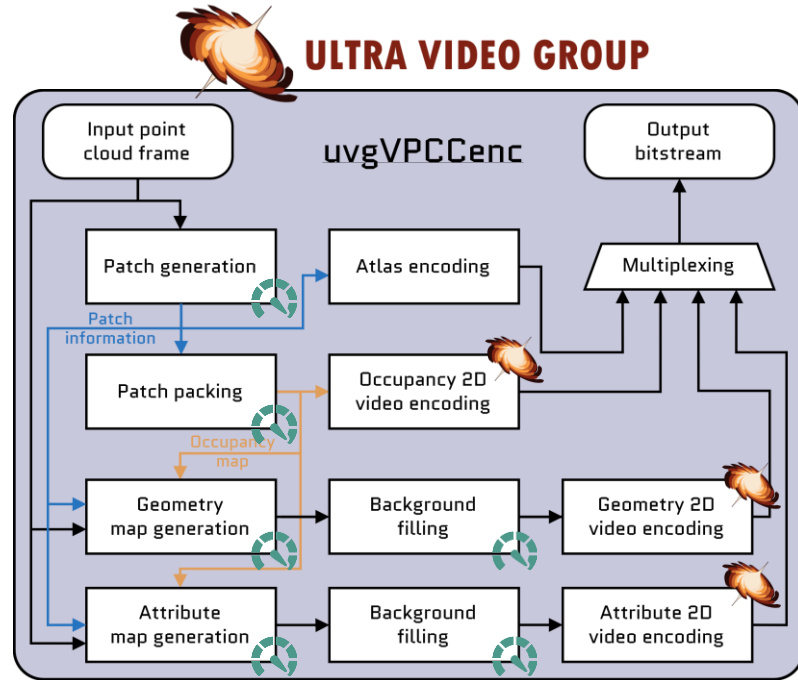 ULTRA VIDEO GROUP
Input point
cloud frame
uvgVPCCenc
Output
bitstream
Patch generation
Atlas encoding
Multiplexing
Patch
information
Patch packing
Occupancy 2D
video encoding
Occupancy
map
Geometry
map generation
Background
filling
Geometry 2D
video encoding
Attribute
map generation
Background
filling
Attribute 2D
video encoding